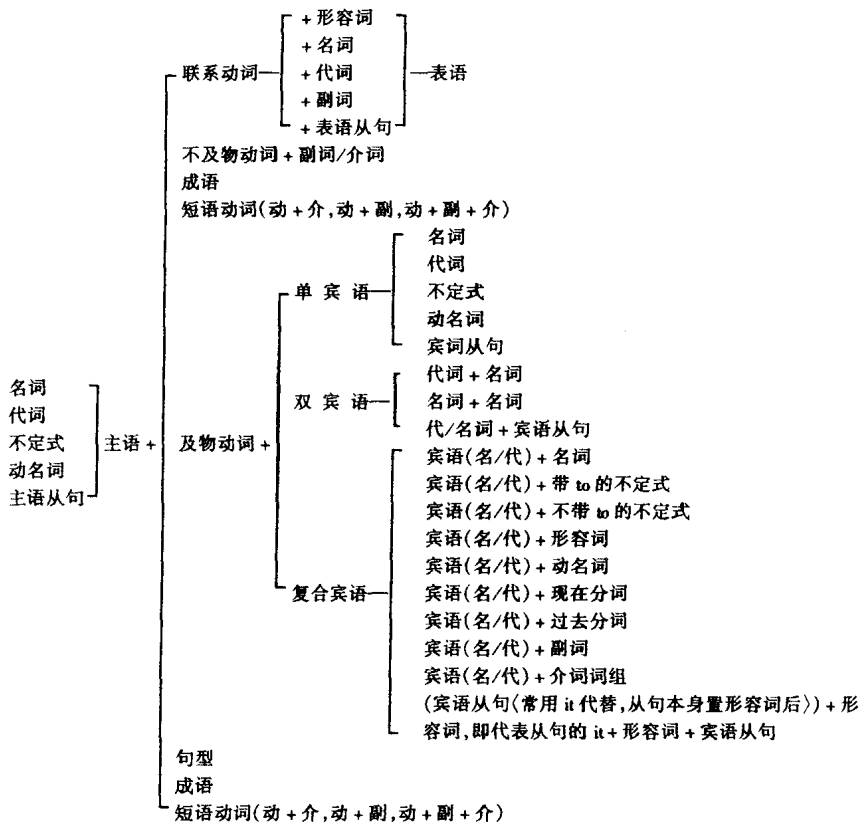 + 形容词
+ 名词
联系动词
+ 代词
表语
+ 副词
+ 表语从句
不及物动词 + 副词/介词
成语
短语动词(动 + 介,动 + 副,动 + 副 + 介)
名词
代词
单 宾 语
不定式
动名词
宾词从句
名词
代词
不定式
动名词
主语从句
主语 +
及物动词 +
双 宾 语
代词 + 名词
名词 + 名词
代/名词 + 宾语从句
宾语(名/代) + 名词
宾语(名/代) + 带 to 的不定式
宾语(名/代) + 不带 to 的不定式
宾语(名/代) + 形容词
宾语(名/代) + 动名词
复合宾语
宾语(名/代) + 现在分词
宾语(名/代) + 过去分词
宾语(名/代) + 副词
宾语(名/代) + 介词词组
(宾语从句〈常用 it 代替,从句本身置形容词后〉) + 形
容词,即代表从句的 it + 形容词 + 宾语从句
句型
成语
短语动词(动 + 介,动 + 副,动 + 副 + 介)